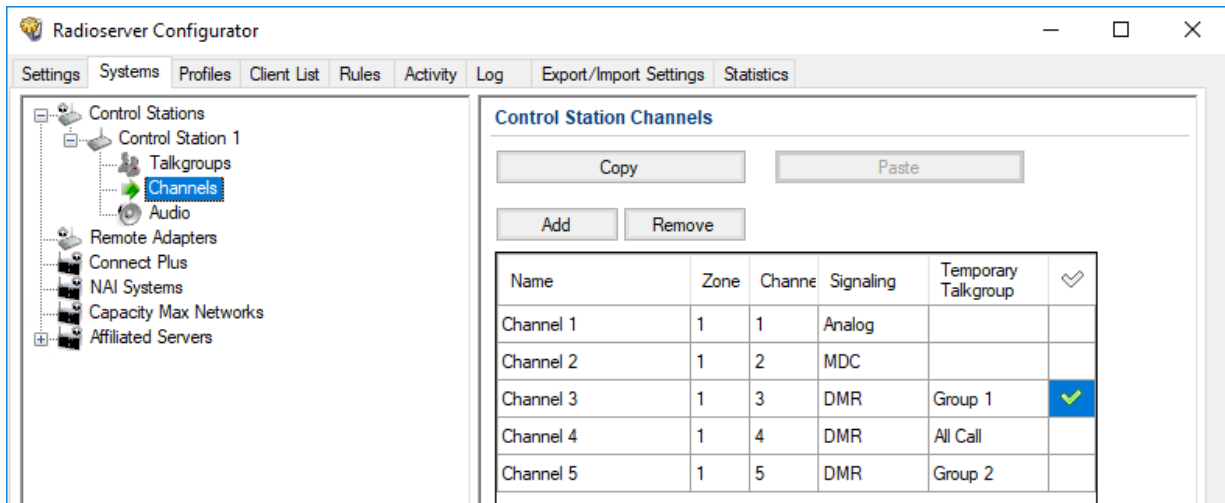 Radioserver Configurator
Settings Systems Profiles Client List Rules Activity Log Export/Import Settings Statistics
Control Stations
Control Station 1
Talkgroups
Channels
Audio
Remote Adapters
Connect Plus
NAI Systems
Capacity Max Networks
Affiliated Servers
Control Station Channels
Copy Paste
Add Remove
Name Zone Channe Signaling Temporary Talkgroup
Channel 1 1 1 Analog
Channel 2 1 2 MDC
Channel 3 1 3 DMR Group 1
Channel 4 1 4 DMR All Call
Channel 5 1 5 DMR Group 2